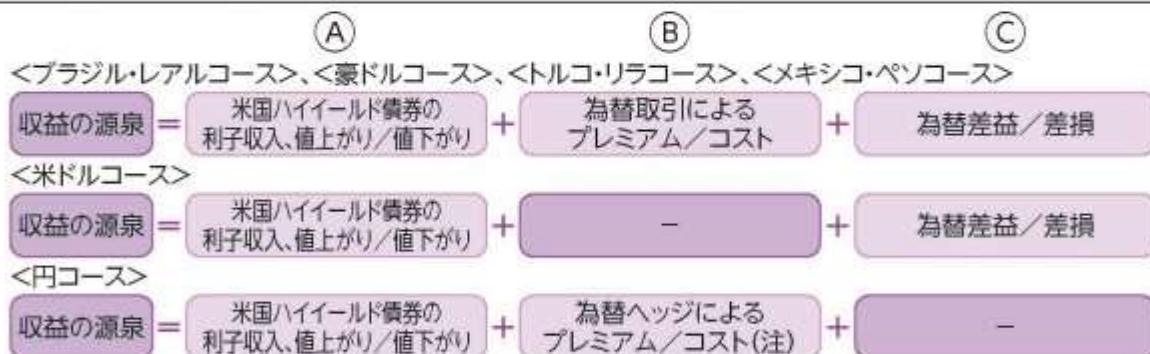 Ⓐ Ⓑ Ⓒ
<ブラジル・レアルコース>、<豪ドルコース>、<トルコ・リラコース>、<メキシコ・ペソコース>
収益の源泉 = 米国ハイイールド債券の
利子収入、値上がり/値下がり + 為替取引による
プレミアム/コスト + 為替差益/差損
<米ドルコース>
収益の源泉 = 米国ハイイールド債券の
利子収入、値上がり/値下がり + − + 為替差益/差損
<円コース>
収益の源泉 = 米国ハイイールド債券の
利子収入、値上がり/値下がり + 為替ヘッジによる
プレミアム/コスト(注) + −